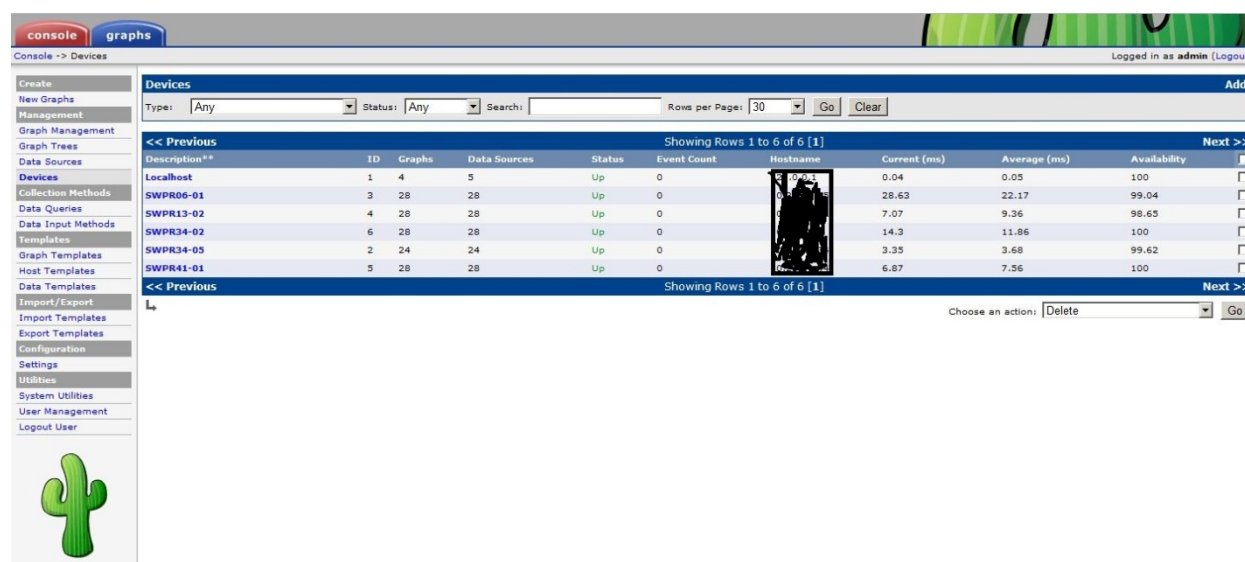 console graphs
Console -> Devices Logged in as admin (Logou
Create
New Graphs
Management
Graph Management
Graph Trees
Data Sources
Devices
Collection Methods
Data Queries
Data Input Methods
Templates
Graph Templates
Host Templates
Data Templates
Import/Export
Import Templates
Export Templates
Configuration
Settings
Utilities
System Utilities
User Management
Logout User
Devices Add
Type: Any Status: Any Search: Rows per Page: 30 Go Clear
<< Previous Showing Rows 1 to 6 of 6 [1] Next >>
Description** ID Graphs Data Sources Status Event Count Hostname Current (ms) Average (ms) Availability
Localhost 1 4 5 Up 0 0.04 0.05 100
SWPR06-01 3 28 28 Up 0 28.63 22.17 99.04
SWPR13-02 4 28 28 Up 0 7.07 9.36 98.65
SWPR34-02 6 28 28 Up 0 14.3 11.86 100
SWPR34-05 2 24 24 Up 0 3.35 3.68 99.62
SWPR41-01 5 28 28 Up 0 6.87 7.56 100
<< Previous Showing Rows 1 to 6 of 6 [1] Next >>
Choose an action: Delete Go